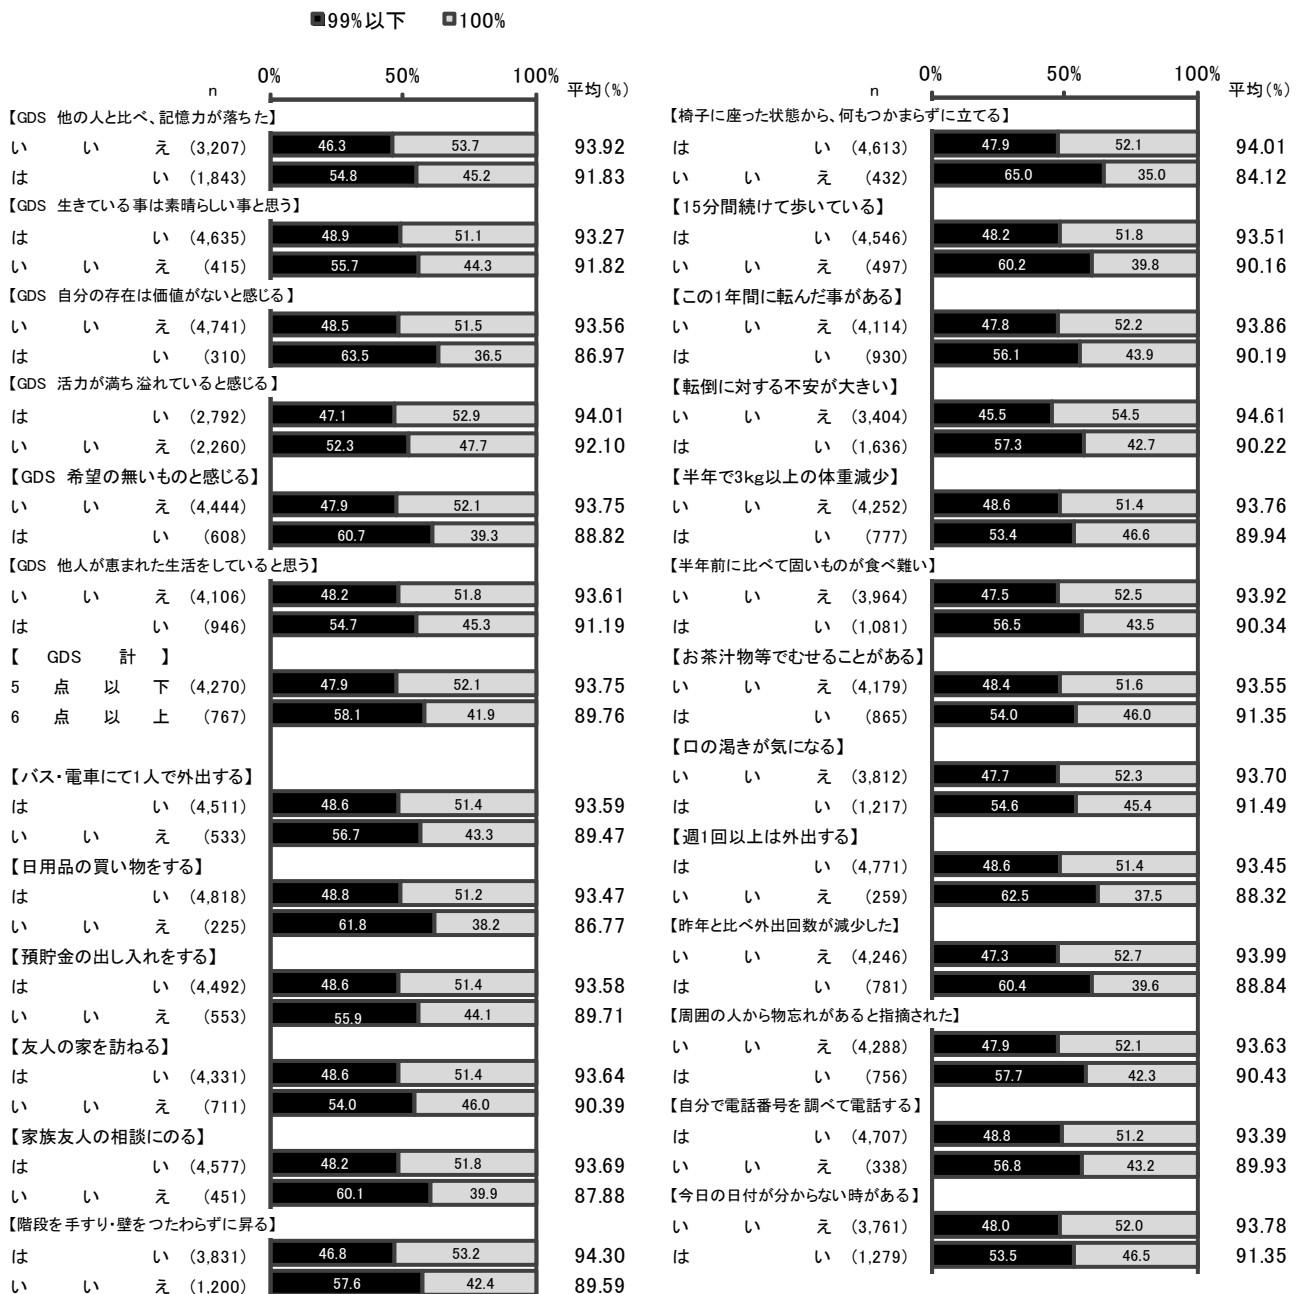 99%以下 100%
0% 50% 100%
n 平均(%)
【GDS 他の人と比べ、記憶力が落ちた】
いいえ (3,207) 46.3 53.7 93.92
はい (1,843) 54.8 45.2 91.83
【GDS 生きている事は素晴らしい事と思う】
はい (4,635) 48.9 51.1 93.27
いいえ (415) 55.7 44.3 91.82
【GDS 自分の存在は価値がないと感じる】
いいえ (4,741) 48.5 51.5 93.56
はい (310) 63.5 36.5 86.97
【GDS 活力が満ち溢れていると感じる】
はい (2,792) 47.1 52.9 94.01
いいえ (2,260) 52.3 47.7 92.10
【GDS 希望の無いものと感じる】
いいえ (4,444) 47.9 52.1 93.75
はい (608) 60.7 39.3 88.82
【GDS 他人が恵まれた生活をしていると思う】
いいえ (4,106) 48.2 51.8 93.61
はい (946) 54.7 45.3 91.19
【 GDS 計 】
5点以下 (4,270) 47.9 52.1 93.75
6点以上 (767) 58.1 41.9 89.76
【バス・電車にて1人で外出する】
はい (4,511) 48.6 51.4 93.59
いいえ (533) 56.7 43.3 89.47
【日用品の買い物をする】
はい (4,818) 48.8 51.2 93.47
いいえ (225) 61.8 38.2 86.77
【預貯金の出し入れをする】
はい (4,492) 48.6 51.4 93.58
いいえ (553) 55.9 44.1 89.71
【友人の家を訪ねる】
はい (4,331) 48.6 51.4 93.64
いいえ (711) 54.0 46.0 90.39
【家族友人の相談にのる】
はい (4,577) 48.2 51.8 93.69
いいえ (451) 60.1 39.9 87.88
【階段を手すり・壁をつたわらずに昇る】
はい (3,831) 46.8 53.2 94.30
いいえ (1,200) 57.6 42.4 89.59
0% 50% 100%
n 平均(%)
【椅子に座った状態から、何もつかまらずに立てる】
はい (4,613) 47.9 52.1 94.01
いいえ (432) 65.0 35.0 84.12
【15分間続けて歩いている】
はい (4,546) 48.2 51.8 93.51
いいえ (497) 60.2 39.8 90.16
【この1年間に転んだ事がある】
いいえ (4,114) 47.8 52.2 93.86
はい (930) 56.1 43.9 90.19
【転倒に対する不安が大きい】
いいえ (3,404) 45.5 54.5 94.61
はい (1,636) 57.3 42.7 90.22
【半年で3kg以上の体重減少】
いいえ (4,252) 48.6 51.4 93.76
はい (777) 53.4 46.6 89.94
【半年前に比べて固いものが食べ難い】
いいえ (3,964) 47.5 52.5 93.92
はい (1,081) 56.5 43.5 90.34
【お茶汁物等でむせることがある】
いいえ (4,179) 48.4 51.6 93.55
はい (865) 54.0 46.0 91.35
【口の渇きが気になる】
いいえ (3,812) 47.7 52.3 93.70
はい (1,217) 54.6 45.4 91.49
【週1回以上は外出する】
はい (4,771) 48.6 51.4 93.45
いいえ (259) 62.5 37.5 88.32
【昨年と比べ外出回数が減少した】
いいえ (4,246) 47.3 52.7 93.99
はい (781) 60.4 39.6 88.84
【周囲の人から物忘れがあると指摘された】
いいえ (4,288) 47.9 52.1 93.63
はい (756) 57.7 42.3 90.43
【自分で電話番号を調べて電話する】
はい (4,707) 48.8 51.2 93.39
いいえ (338) 56.8 43.2 89.93
【今日の日付が分からない時がある】
いいえ (3,761) 48.0 52.0 93.78
はい (1,279) 53.5 46.5 91.35